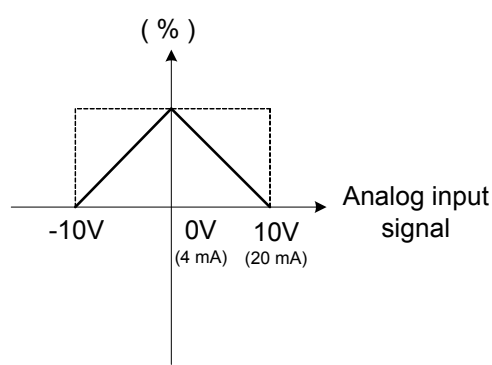 ( % )
Analog input
signal
-10V 0V 10V
(4 mA) (20 mA)